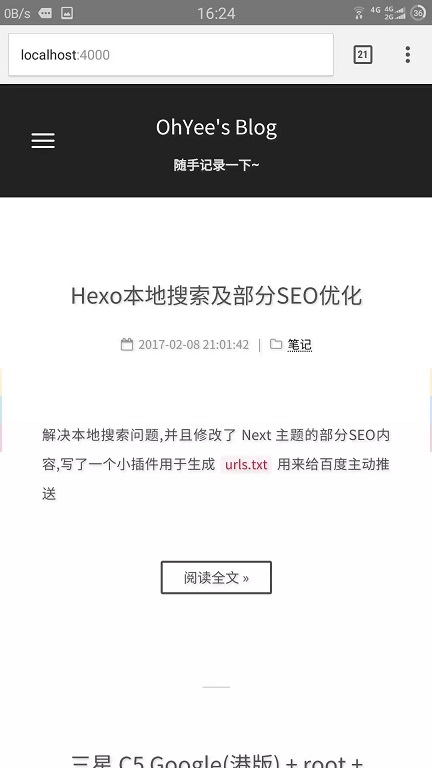 0B/s 16:24 4G 4G 2G 36
localhost:4000 21
OhYee's Blog
随手记录一下~
Hexo本地搜索及部分SEO优化
2017-02-08 21:01:42 | 笔记
解决本地搜索问题,并且修改了 Next 主题的部分SEO内
容,写了一个小插件用于生成 urls.txt 用来给百度主动推
送
阅读全文 »
三星 C5 Google(港版) + root +